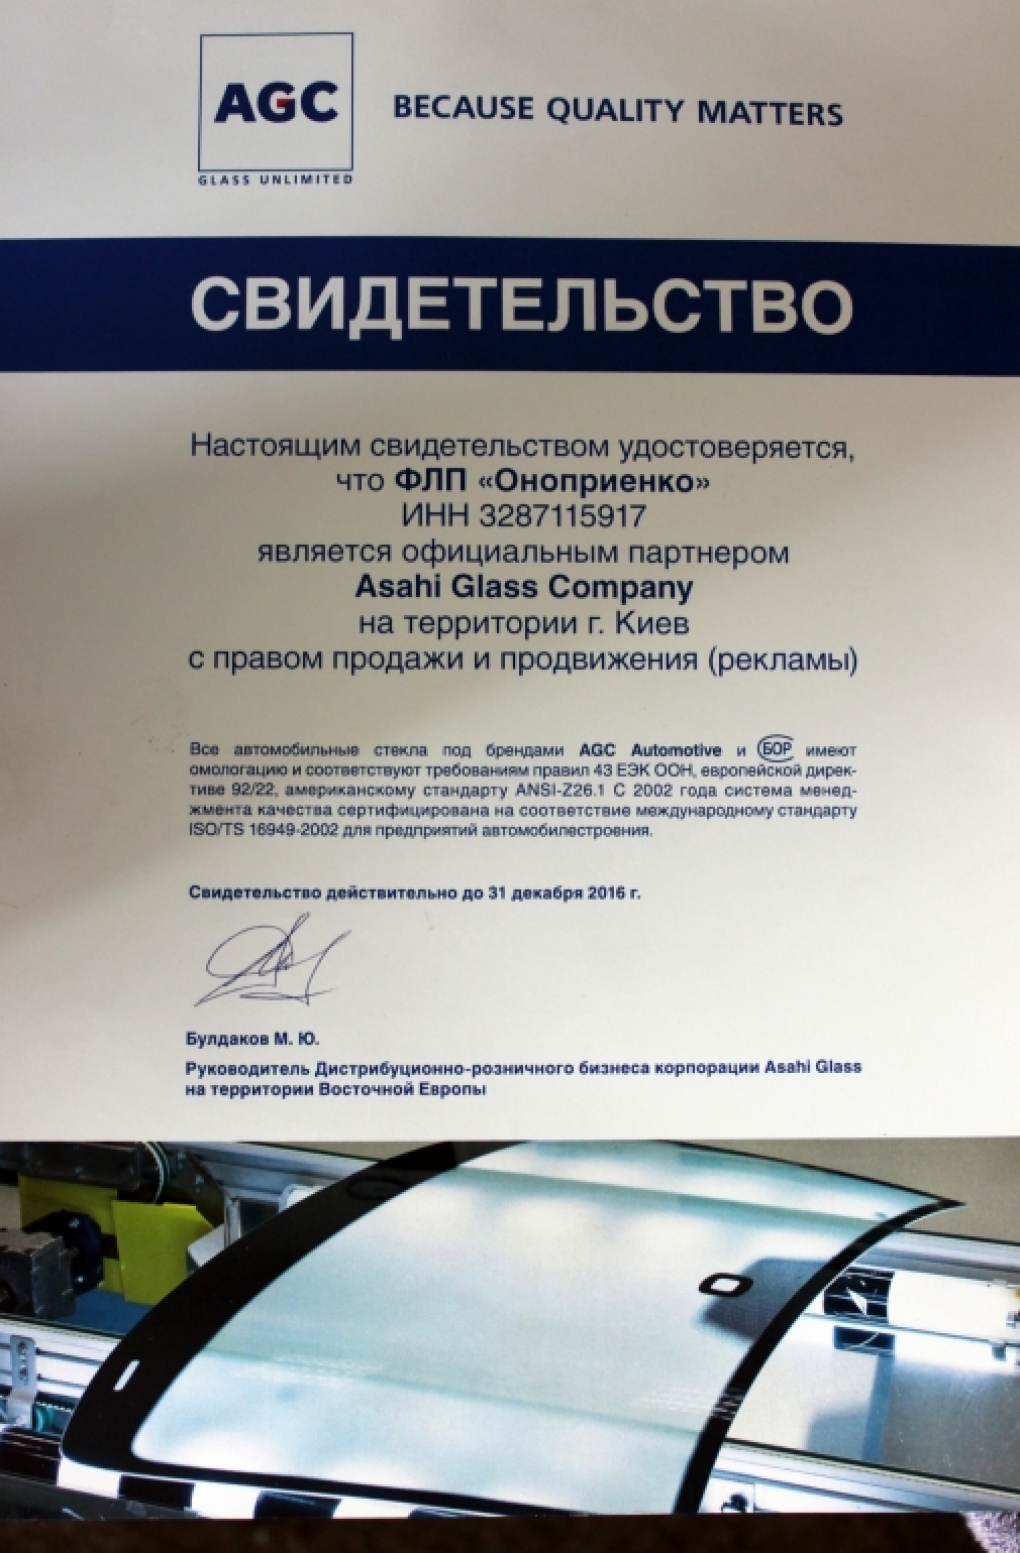 AGC
GLASS UNLIMITED
BECAUSE QUALITY MATTERS
СВИДЕТЕЛЬСТВО
Настоящим свидетельством удостоверяется,
что ФЛП «Оноприенко»
ИНН 3287115917
является официальным партнером
Asahi Glass Company
на территории г. Киев
с правом продажи и продвижения (рекламы)
Все автомобильные стекла под брендами AGC Automotive и БОР имеют
омологацию и соответствуют требованиям правил 43 ЕЭК ООН, европейской дирек-
тиве 92/22, американскому стандарту ANSI-Z26.1 С 2002 года система менед-
жмента качества сертифицирована на соответствие международному стандарту
ISO/TS 16949-2002 для предприятий автомобилестроения.
Свидетельство действительно до 31 декабря 2016 г.
Булдаков М. Ю.
Руководитель Дистрибуционно-розничного бизнеса корпорации Asahi Glass
на территории Восточной Европы